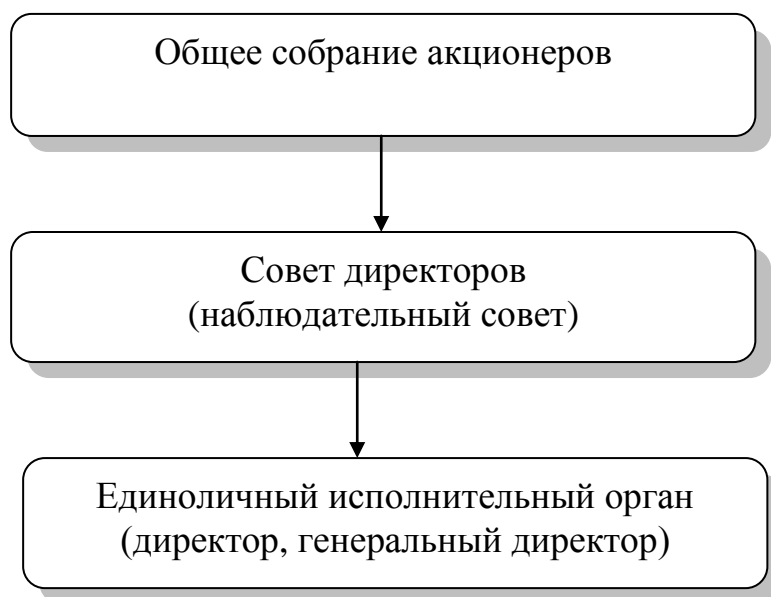 Общее собрание акционеров
Совет директоров
(наблюдательный совет)
Единоличный исполнительный орган
(директор, генеральный директор)